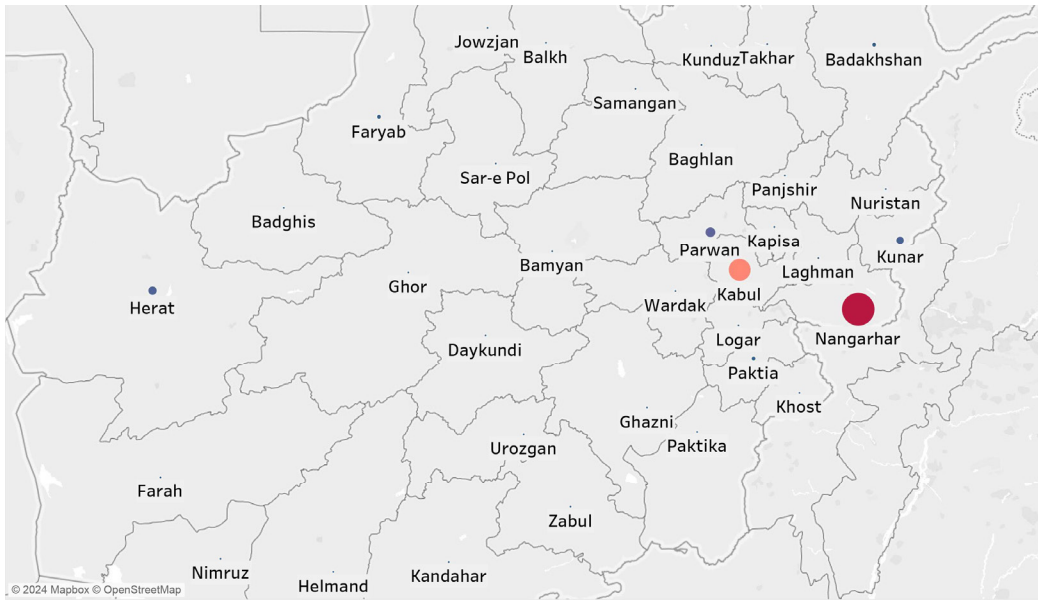 Jowzjan
Balkh
Kunduz
Takhar
Badakhshan
Samangan
Faryab
Baghlan
Sar-e Pol
Panjshir
Nuristan
Badghis
Parwan
Kapisa
Kunar
Bamyan
Laghman
Ghor
Kabul
Herat
Wardak
Logar
Nangarhar
Daykundi
Paktia
Khost
Ghazni
Paktika
Urozgan
Farah
Zabul
Nimruz
Helmand
Kandahar
© 2024 Mapbox © OpenStreetMap